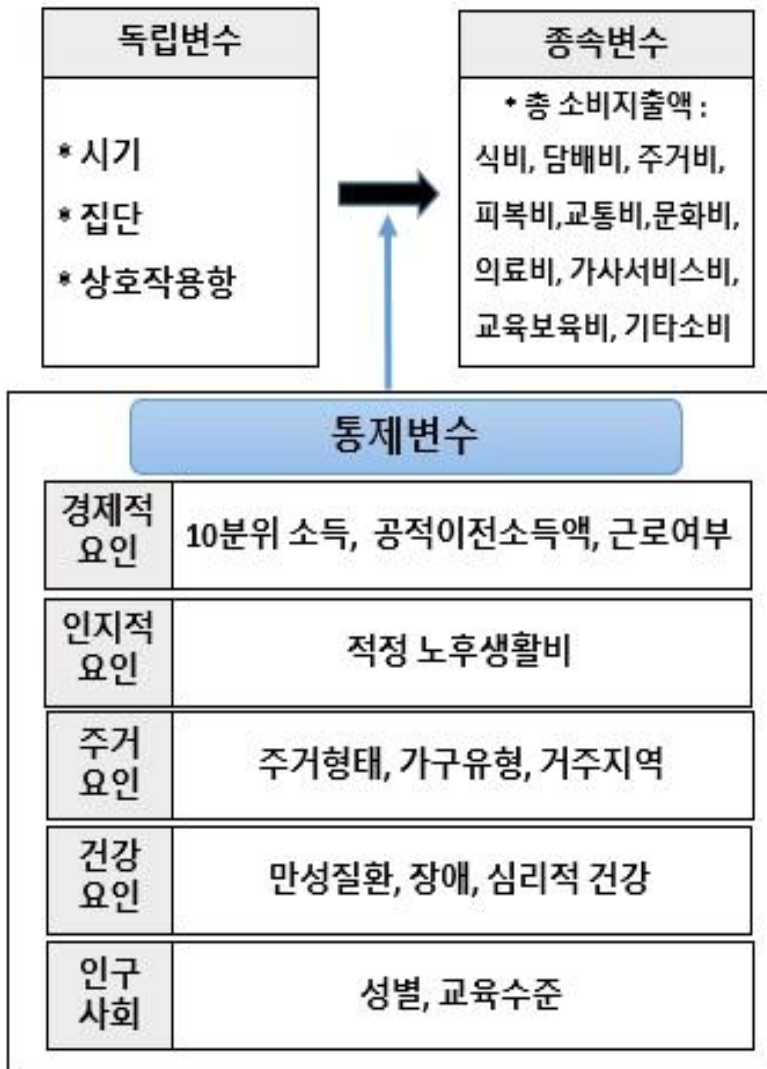 독립변수
* 시기
* 집단
* 상호작용항
종속변수
* 총 소비지출액 :
식비, 담배비, 주거비,
피복비,교통비,문화비,
의료비, 가사서비스비,
교육보육비, 기타소비
통제변수
경제적
요인
10분위 소득, 공적이전소득액, 근로여부
인지적
요인
적정 노후생활비
주거
요인
주거형태, 가구유형, 거주지역
건강
요인
만성질환, 장애, 심리적 건강
인구
사회
성별, 교육수준